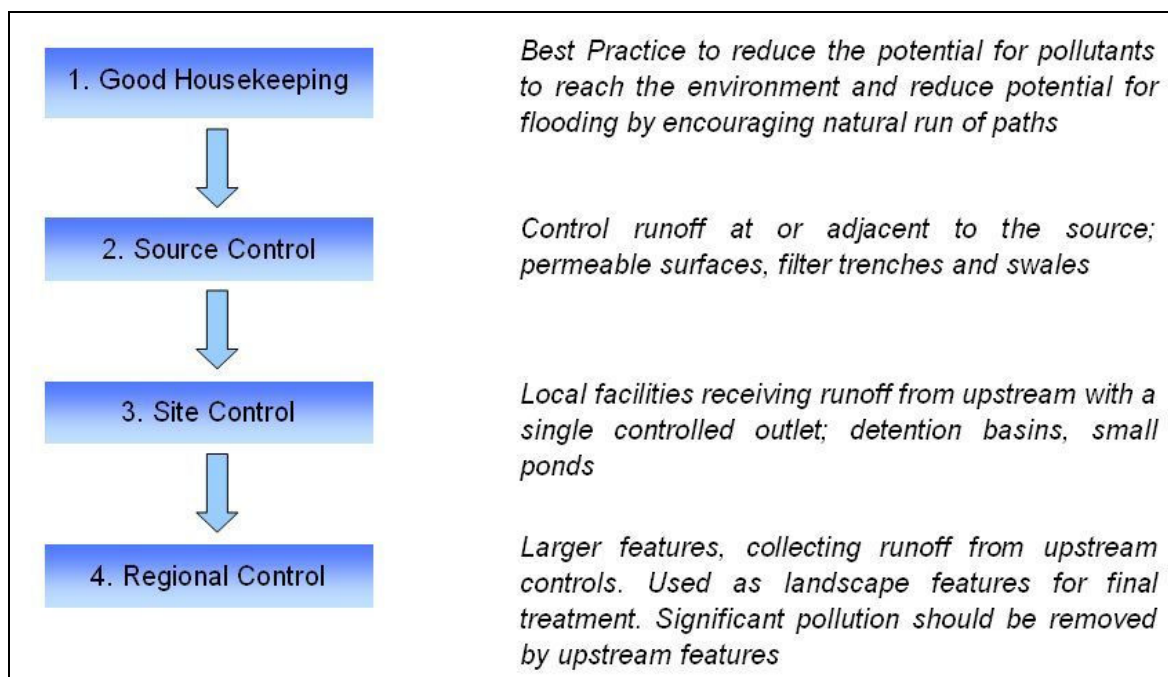 1. Good Housekeeping
Best Practice to reduce the potential for pollutants
to reach the environment and reduce potential for
flooding by encouraging natural run of paths
2. Source Control
Control runoff at or adjacent to the source;
permeable surfaces, filter trenches and swales
3. Site Control
Local facilities receiving runoff from upstream with a
single controlled outlet; detention basins, small
ponds
4. Regional Control
Larger features, collecting runoff from upstream
controls. Used as landscape features for final
treatment. Significant pollution should be removed
by upstream features